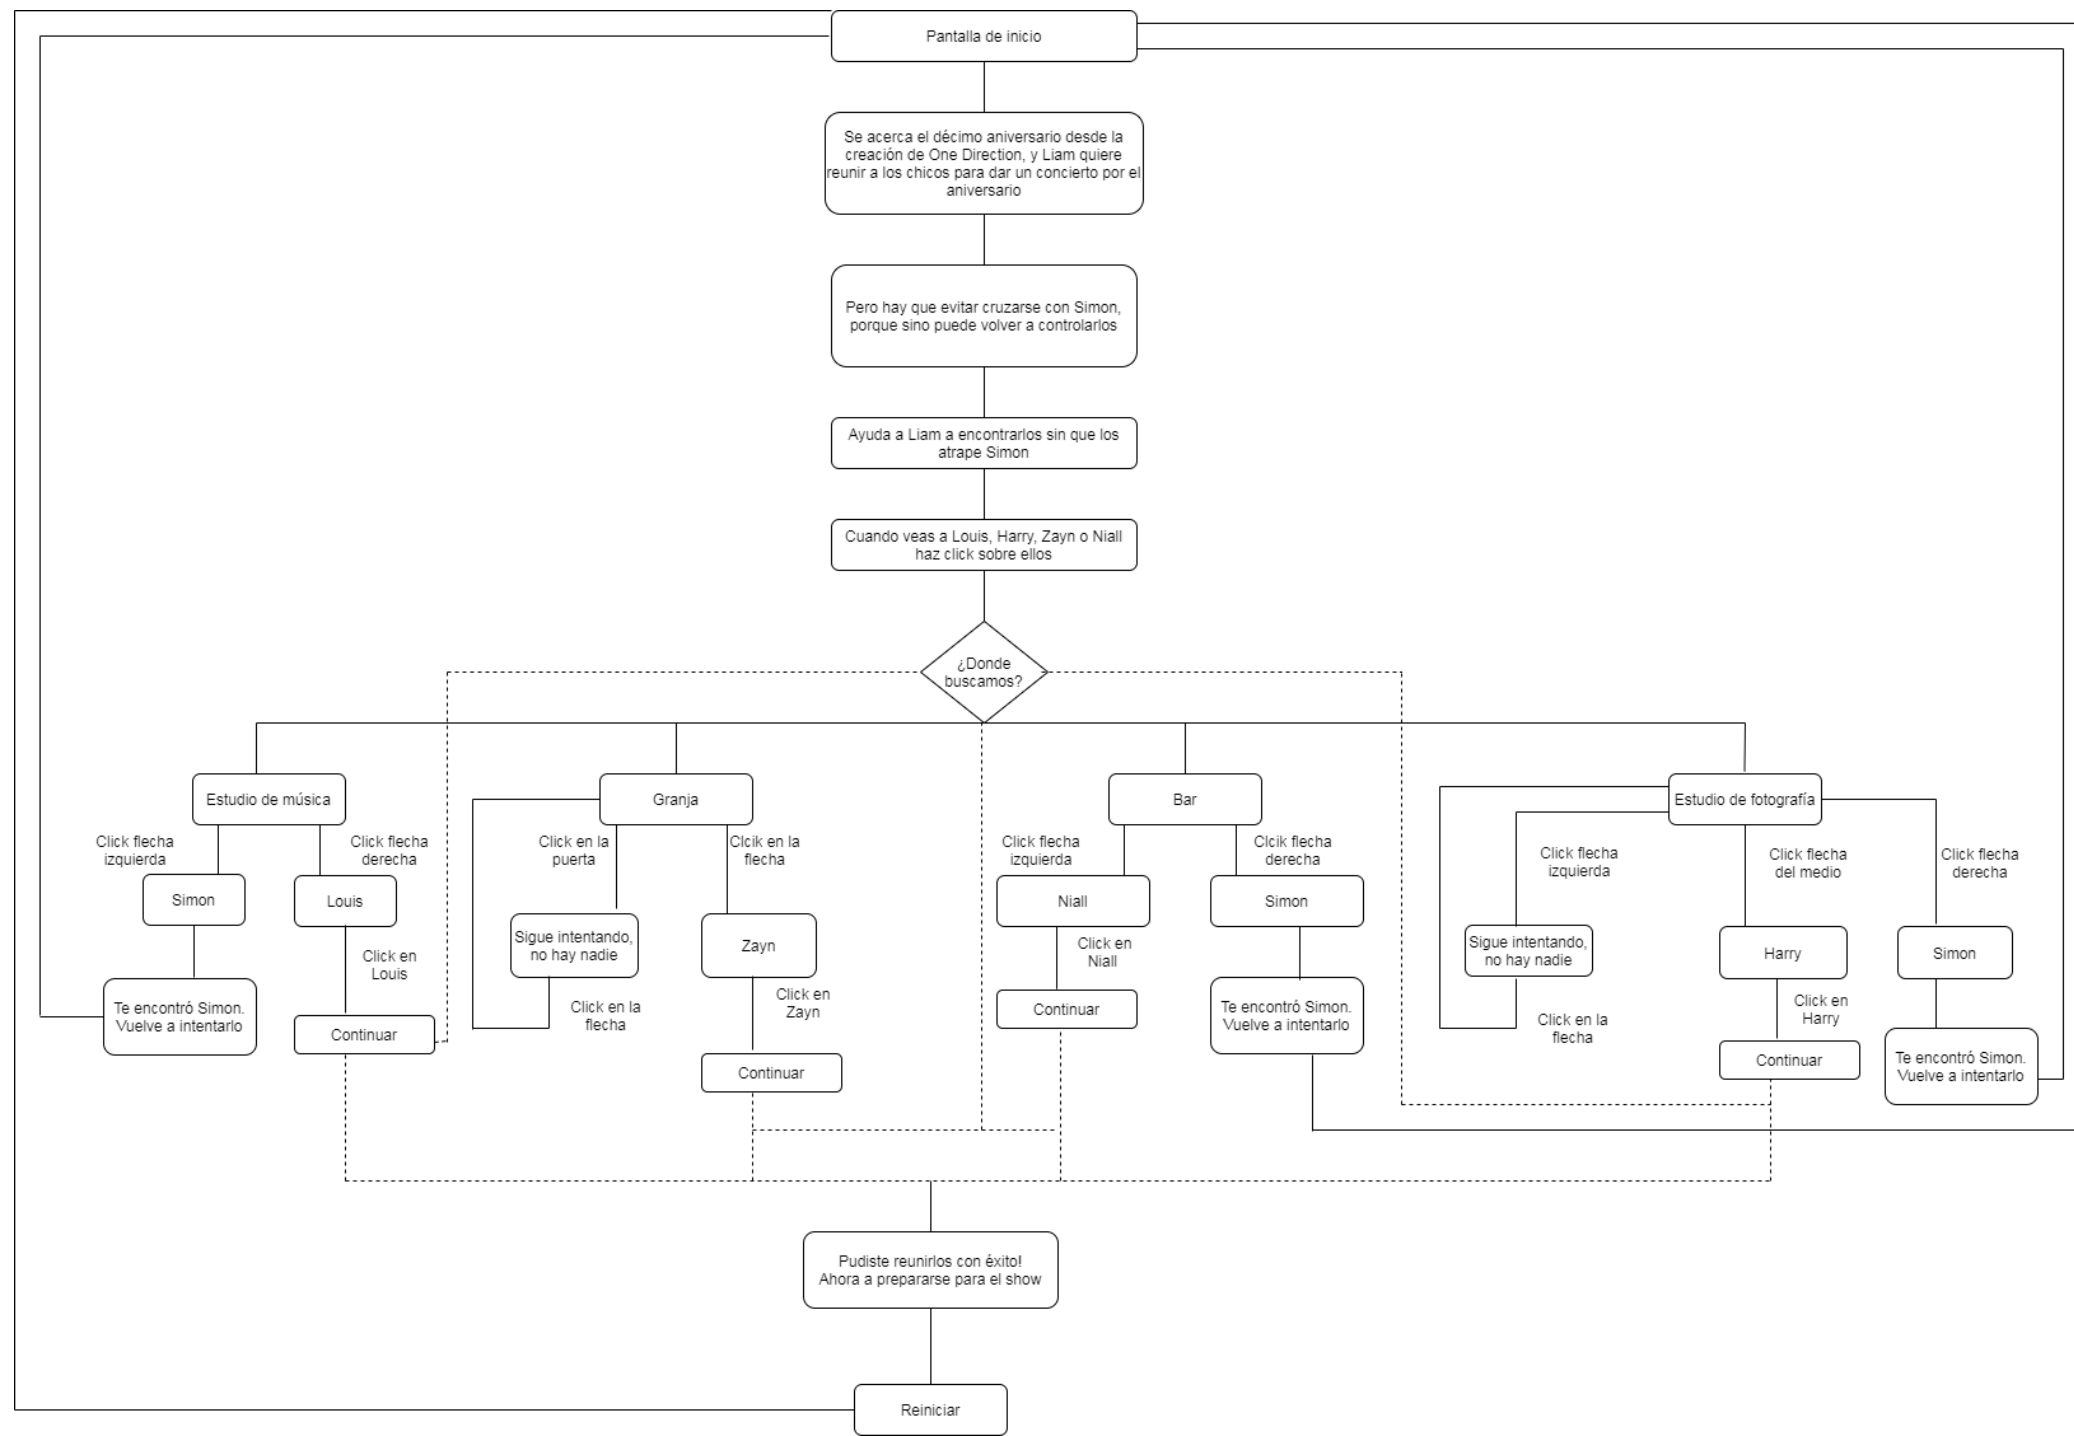 Pantalla de inicio
Se acerca el décimo aniversario desde la
creación de One Direction, y Liam quiere
reunir a los chicos para dar un concierto por el
aniversario
Pero hay que evitar cruzarse con Simon,
porque sino puede volver a controlarlos
Ayuda a Liam a encontrarlos sin que los
atrape Simon
Cuando veas a Louis, Harry, Zayn o Niall
haz click sobre ellos
¿Donde
buscamos?
Estudio de música
Click flecha
izquierda
Click flecha
derecha
Simon
Louis
Click en
Louis
Te encontró Simon.
Vuelve a intentarlo
Continuar
Granja
Click en la
puerta
Clcik en la
flecha
Sigue intentando,
no hay nadie
Zayn
Click en la
flecha
Click en
Zayn
Continuar
Bar
Click flecha
izquierda
Clcik flecha
derecha
Niall
Simon
Click en
Niall
Continuar
Te encontró Simon.
Vuelve a intentarlo
Estudio de fotografía
Click flecha
izquierda
Click flecha
del medio
Click flecha
derecha
Sigue intentando,
no hay nadie
Harry
Simon
Click en la
flecha
Click en
Harry
Continuar
Te encontró Simon.
Vuelve a intentarlo
Pudiste reunirlos con éxito!
Ahora a prepararse para el show
Reiniciar